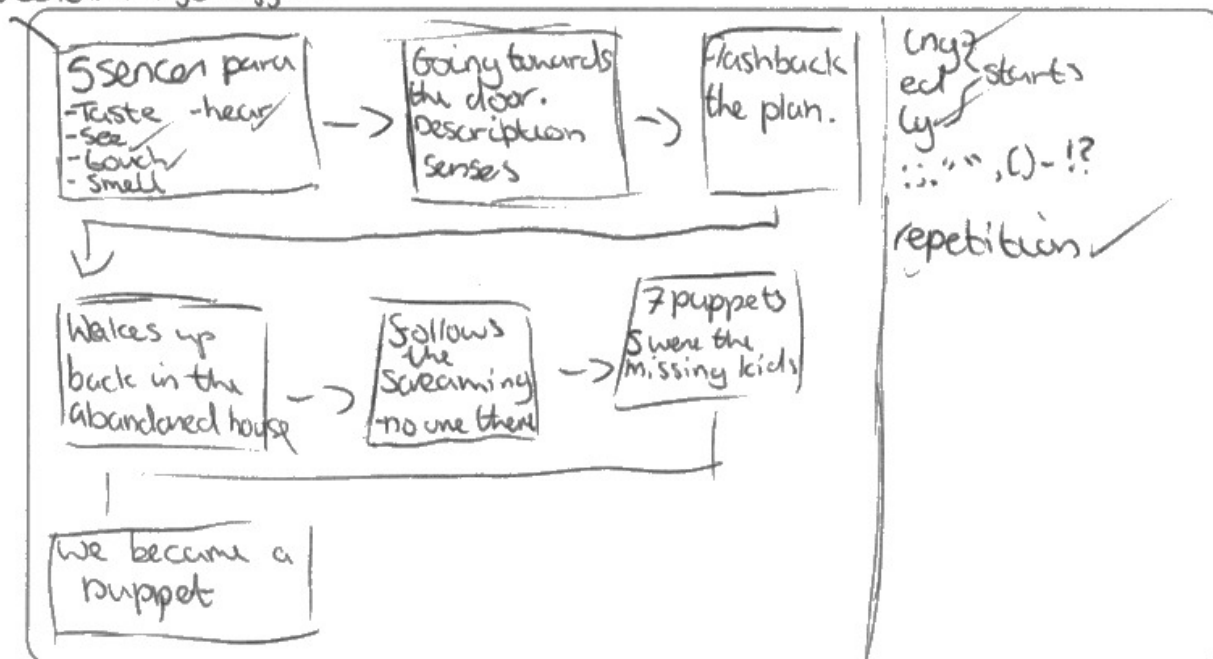 5 sences para
-Taste -hear
-see
-touch
-smell
Going towards
the door.
Description
senses
Flashback
the plan.
Wakes up
back in the
abandoned house
follows
the
screaming
-no one there
7 puppets
5 were the
missing kids
we became a
puppet
ing
ed starts
ly
:;."" ,()-!?
repetition